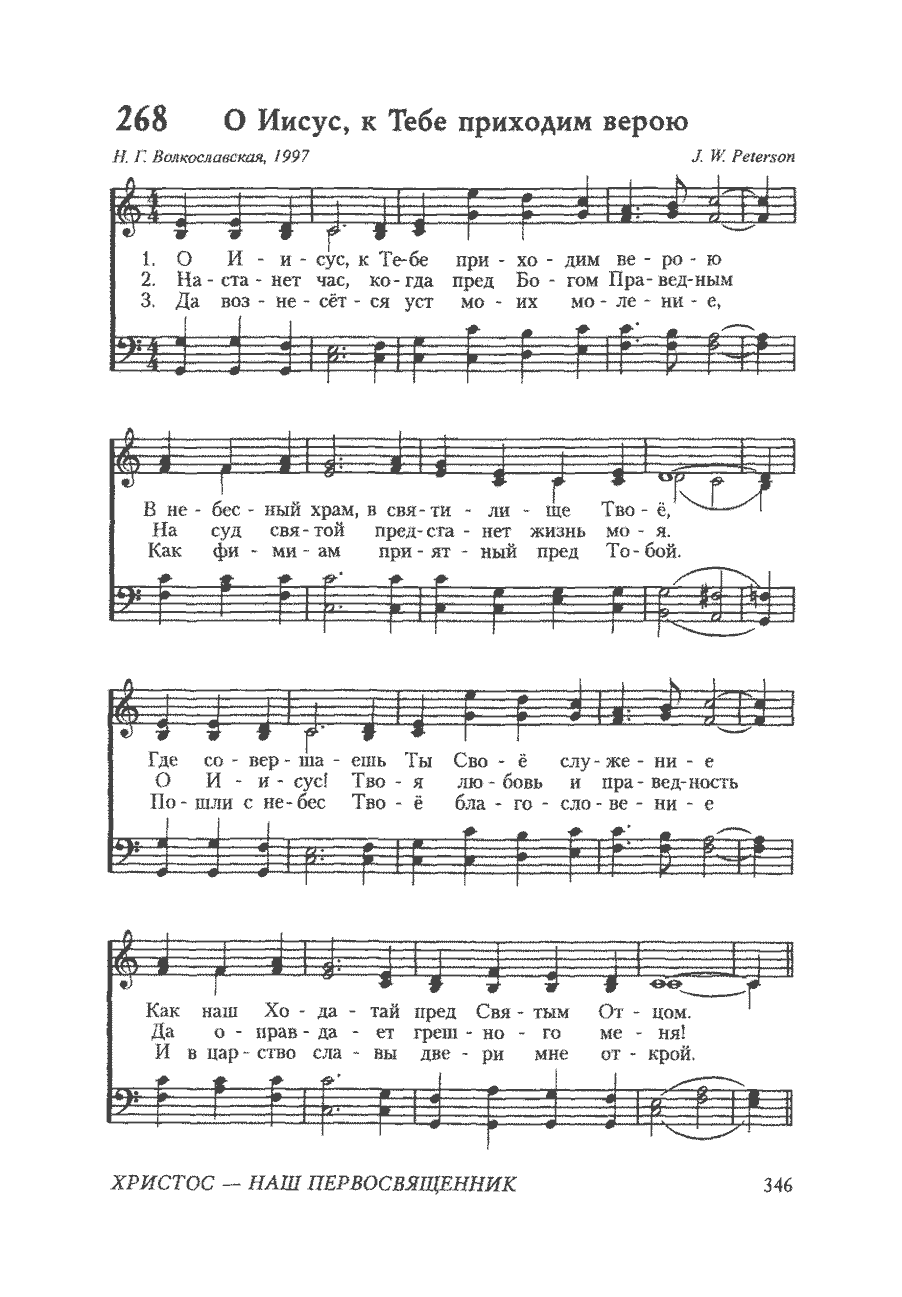 268 О Иисус, к Тебе приходим верою
Н. Г. Волкославская, 1997 J. W. Peterson
1. О И - и - су́с, к Те-бе при - хо - дим ве - ро - ю
2. На - ста - нет час, ко-гда пред Бо - гом Пра-вед-ным
3. Да воз - не - сёт - ся уст мо - их мо - ле - ни - е,
В не - бес - ный храм, в свя-ти - ли - ще Тво - ё,
На суд свя-той пред-ста - нет жизнь мо - я.
Как фи - ми - ам при - ят - ный пред То-бой.
Где со - вер - ша - ешь Ты Сво - ё слу-же - ни - е
О И - и - сус! Тво - я лю - бовь и пра-вед-ность
По - шли с не-бес Тво - ё бла - го - сло-ве - ни - е
Как наш Хо - да - тай пред Свя - тым От - цом.
Да о - прав - да - ет греш - но - го ме - ня!
И в цар - ство сла - вы две - ри мне от - крой.
ХРИСТОС — НАШ ПЕРВОСВЯЩЕННИК 346